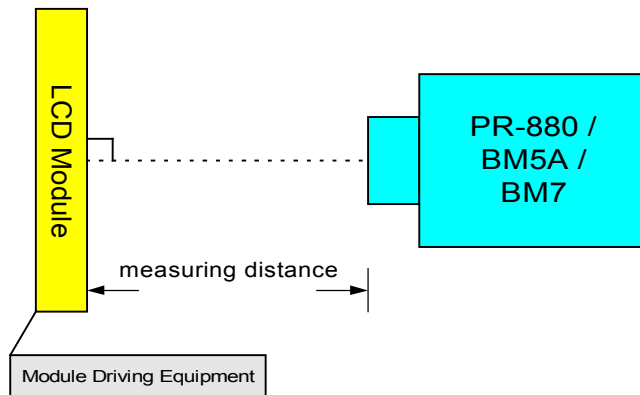 LCD Module
PR-880 /
BM5A /
BM7
measuring distance
Module Driving Equipment